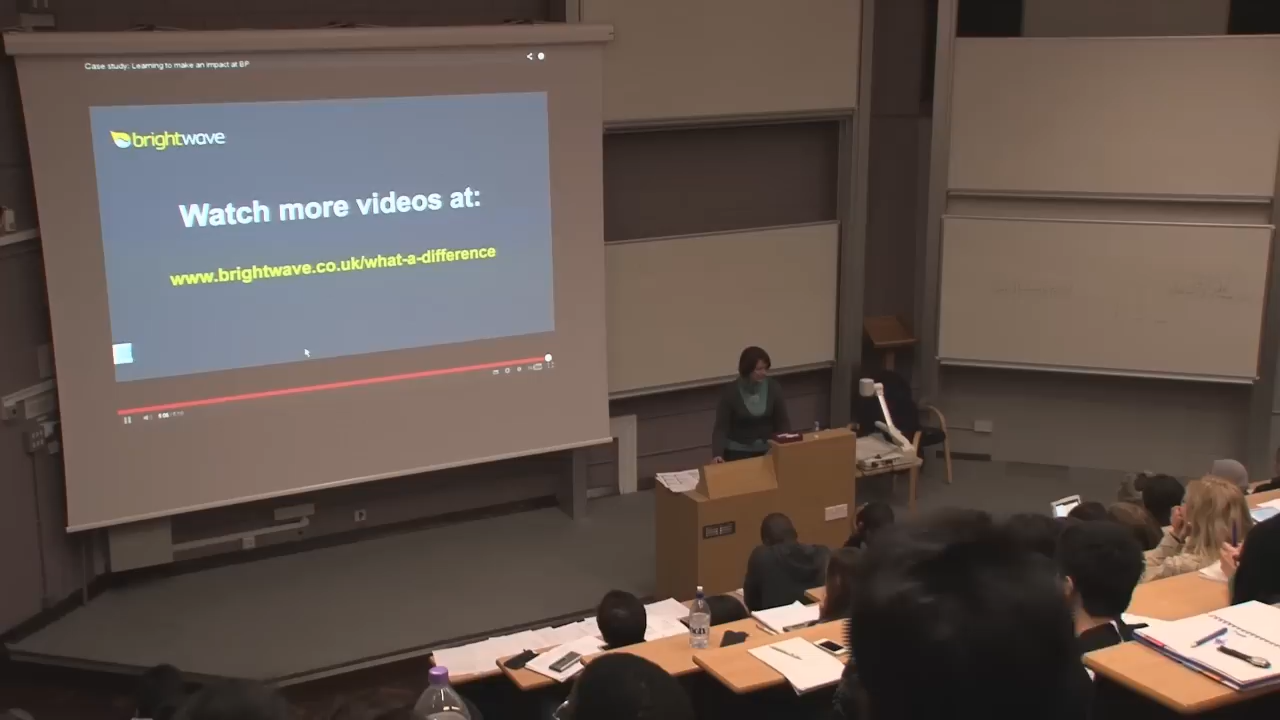 Case study: Learning to make an impact at BP
brightwave
Watch more videos at:
www.brightwave.co.uk/what-a-difference